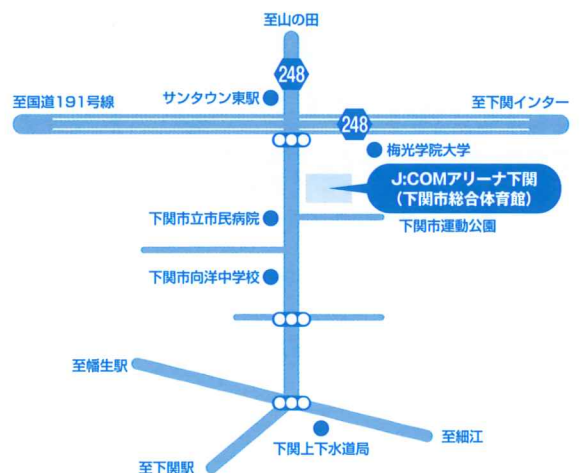 至山の田
248
至国道191号線
サンタウン東駅
至下関インター
248
梅光学院大学
J:COMアリーナ下関
(下関市総合体育館)
下関市立市民病院
下関市運動公園
下関市向洋中学校
至幡生駅
至細江
下関上下水道局
至下関駅